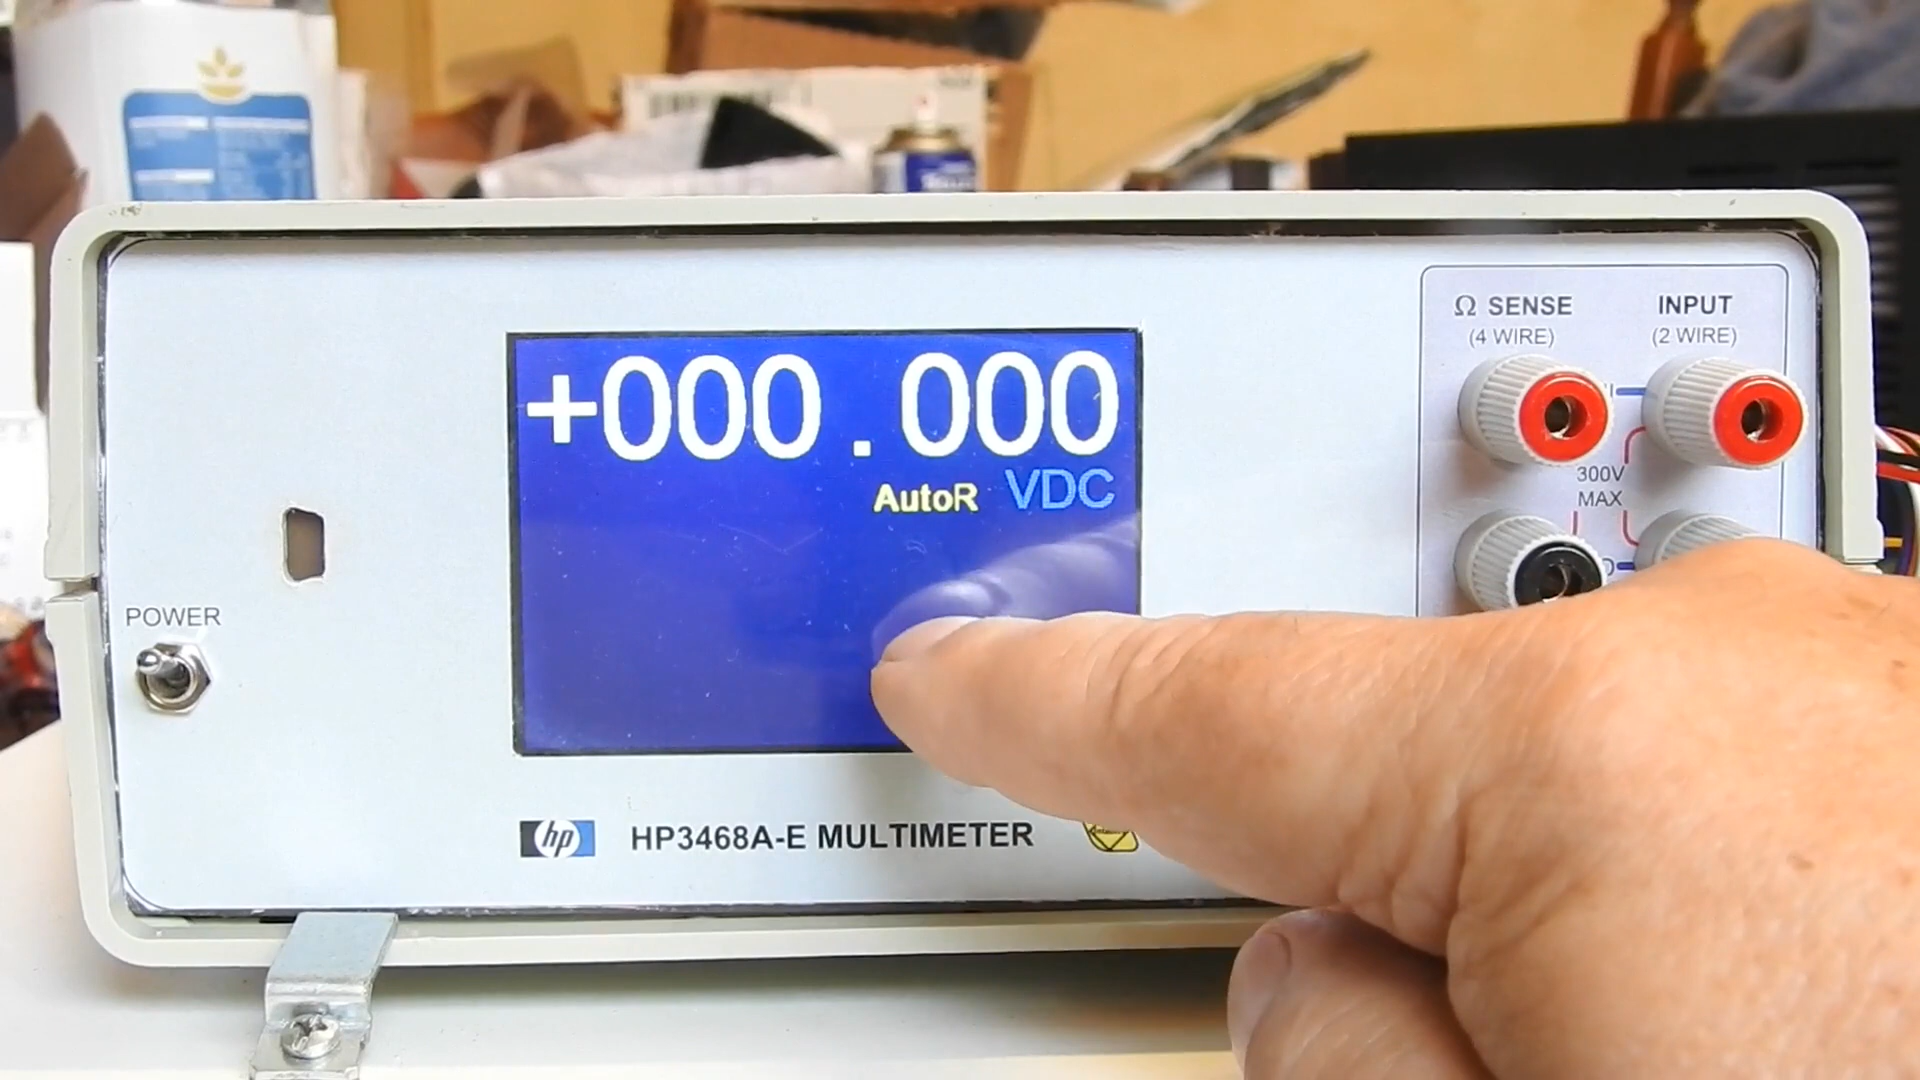 Ω SENSE
(4 WIRE)
INPUT
(2 WIRE)
+000.000
AutoR VDC
300V
MAX
POWER
hp HP3468A-E MULTIMETER